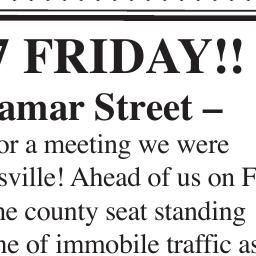 7 FRIDAY!!
amar Street –
or a meeting we were
sville! Ahead of us on F
he county seat standing
ne of immobile traffic as